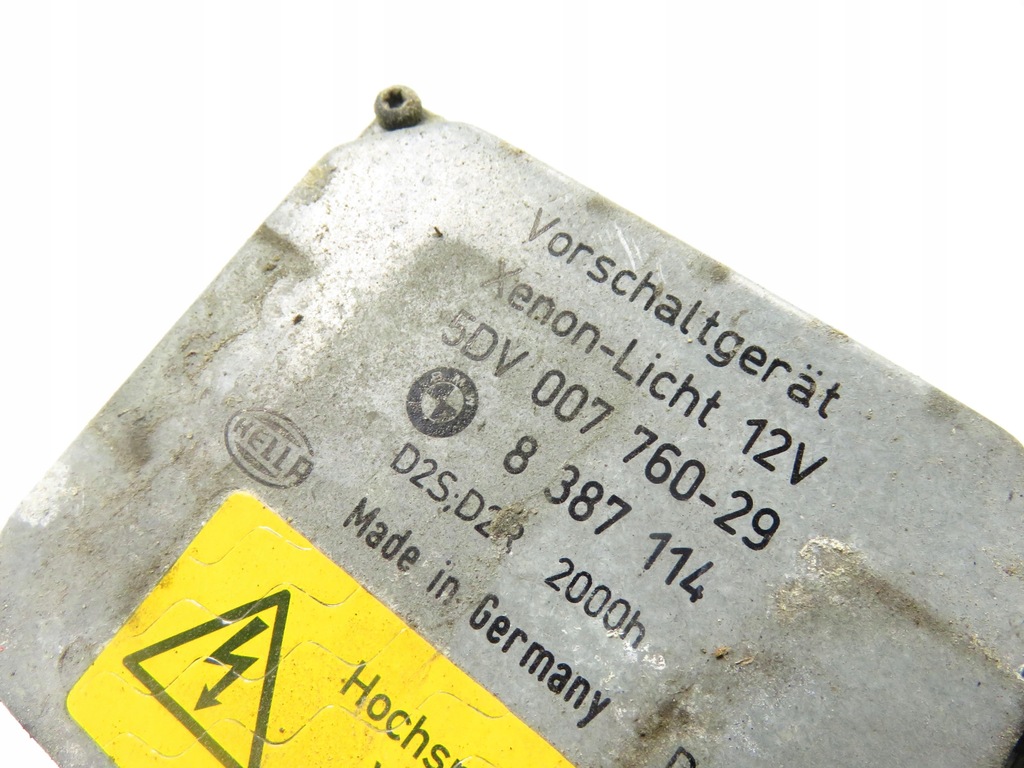 Vorschaltgerät
Xenon-Licht 12V
5DV 007 760-29
8 387 114
HELLA
D2S,D2R 2000h
Made in Germany